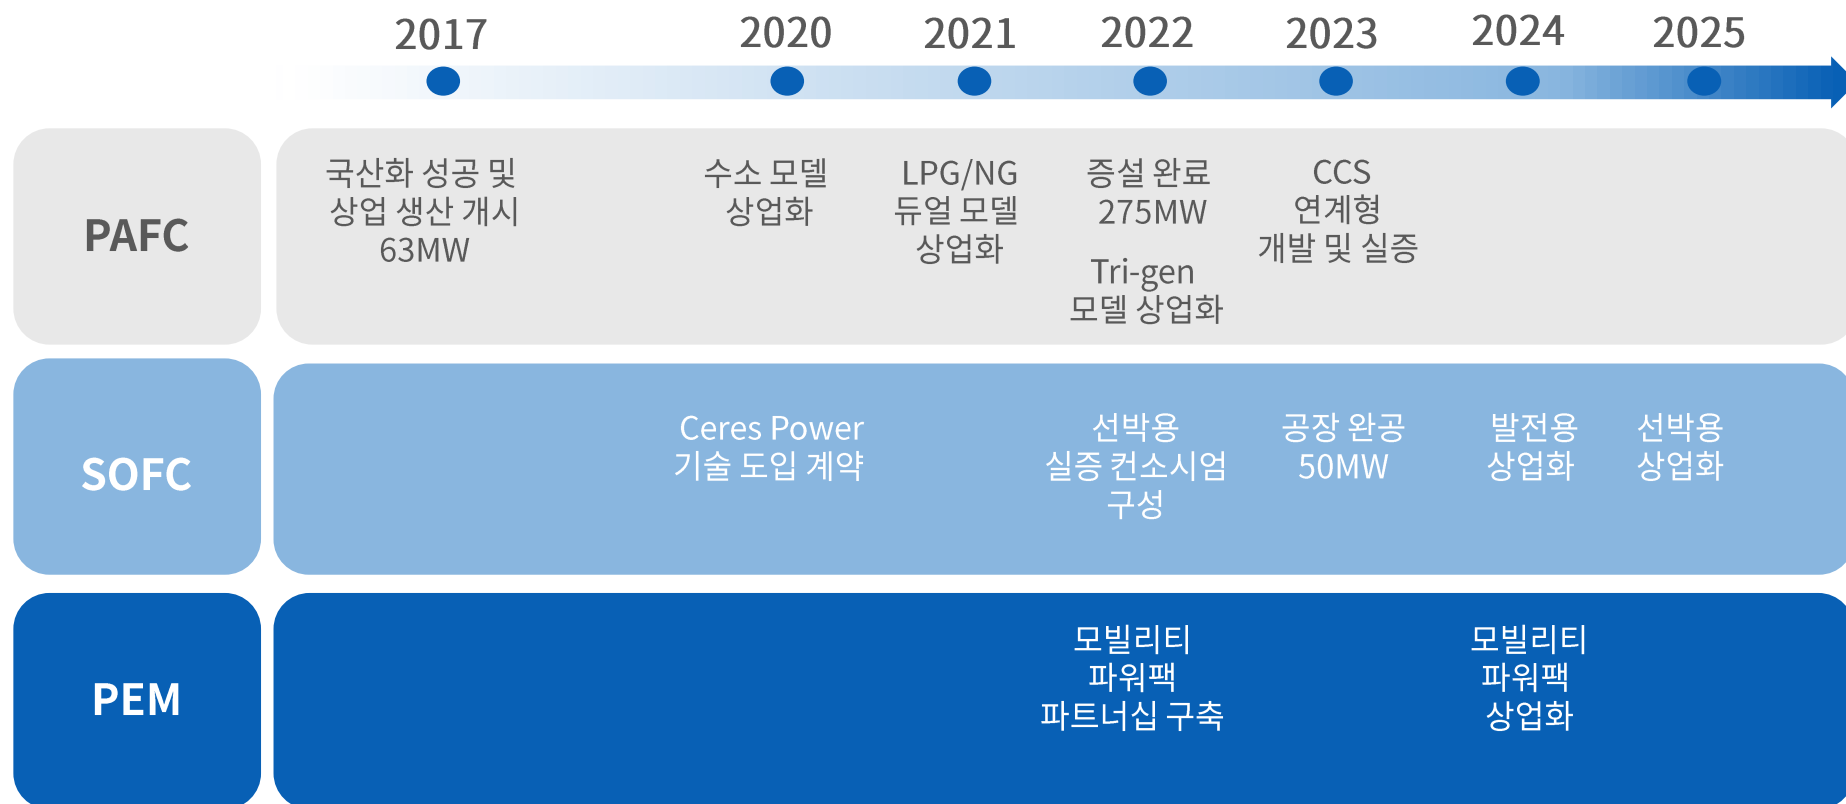 2017
2020
2021
2022
2023
2024
2025
PAFC
국산화 성공 및
상업 생산 개시
63MW
수소 모델
상업화
LPG/NG
듀얼 모델
상업화
증설 완료
275MW
Tri-gen
모델 상업화
CCS
연계형
개발 및 실증
SOFC
Ceres Power
기술 도입 계약
선박용
실증 컨소시엄
구성
공장 완공
50MW
발전용
상업화
선박용
상업화
PEM
모빌리티
파워팩
파트너십 구축
모빌리티
파워팩
상업화